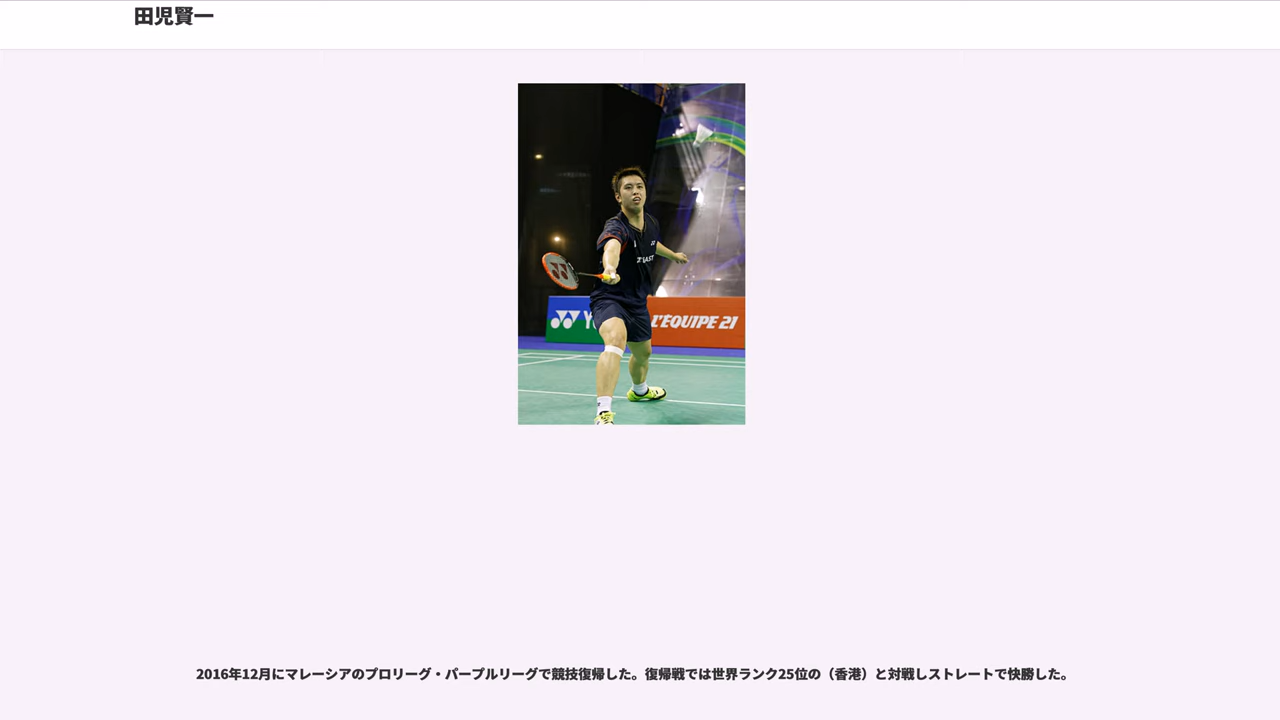 田児賢一
L'ÉQUIPE 21
2016年12月にマレーシアのプロリーグ・パープルリーグで競技復帰した。復帰戦では世界ランク25位の（香港）と対戦しストレートで快勝した。